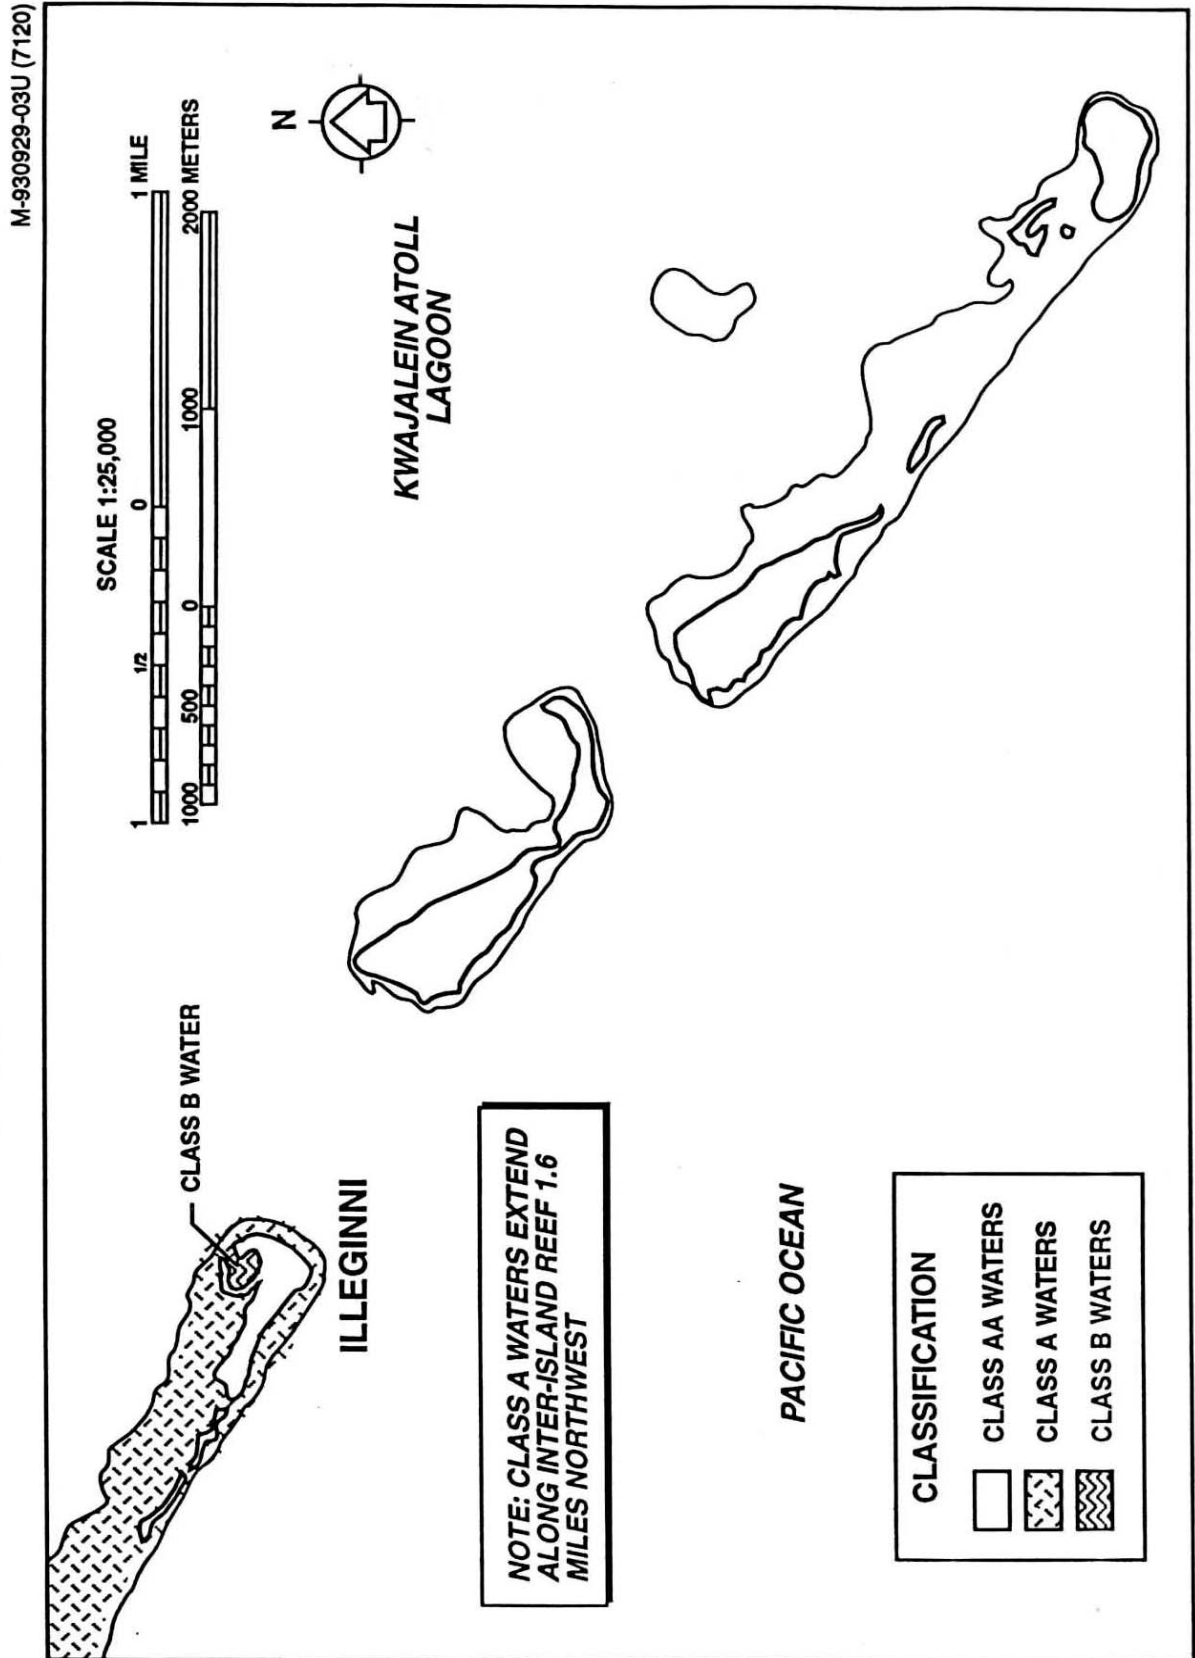 M-930929-03U (7120)
SCALE 1:25,000
1 1/2 0 1 MILE
1000 500 0 1000 2000 METERS
N
KWAJALEIN ATOLL
LAGOON
CLASS B WATER
ILLEGINNI
NOTE: CLASS A WATERS EXTEND
ALONG INTER-ISLAND REEF 1.6
MILES NORTHWEST
PACIFIC OCEAN
CLASSIFICATION
CLASS AA WATERS
CLASS A WATERS
CLASS B WATERS